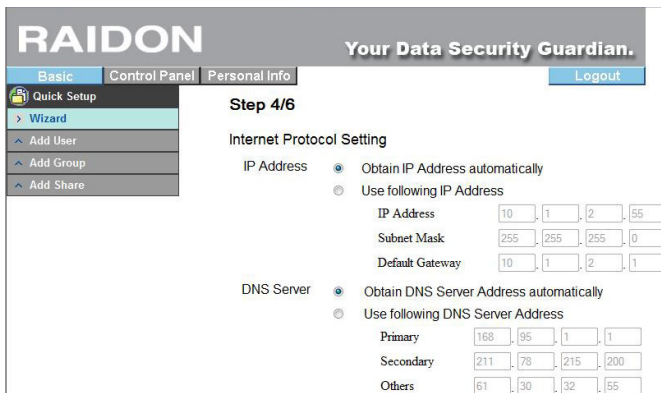 RAIDON
Your Data Security Guardian.
Basic Control Panel Personal Info Logout
Quick Setup
> Wizard
Add User
Add Group
Add Share
Step 4/6
Internet Protocol Setting
IP Address Obtain IP Address automatically
Use following IP Address
IP Address 10 . 1 . 2 . 55
Subnet Mask 255 . 255 . 255 . 0
Default Gateway 10 . 1 . 2 . 1
DNS Server Obtain DNS Server Address automatically
Use following DNS Server Address
Primary 168 . 95 . 1 . 1
Secondary 211 . 78 . 215 . 200
Others 61 . 30 . 32 . 55